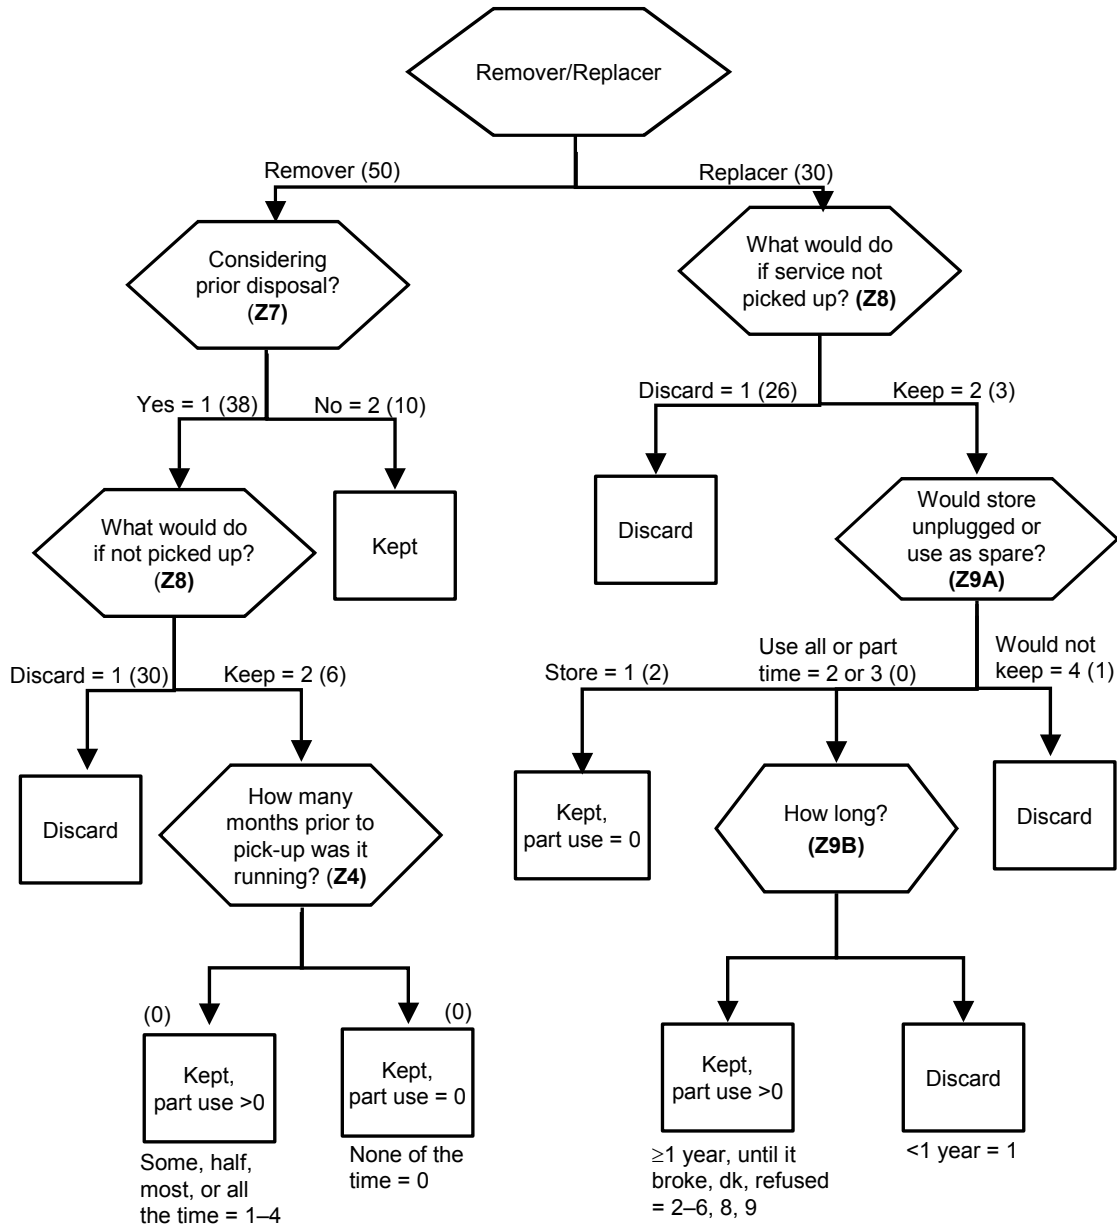 Remover/Replacer
Remover (50)
Replacer (30)
Considering
prior disposal?
(Z7)
What would do
if service not
picked up? (Z8)
Yes = 1 (38)
No = 2 (10)
Discard = 1 (26)
Keep = 2 (3)
What would do
if not picked up?
(Z8)
Kept
Discard
Would store
unplugged or
use as spare?
(Z9A)
Discard = 1 (30)
Keep = 2 (6)
Store = 1 (2)
Use all or part
time = 2 or 3 (0)
Would not
keep = 4 (1)
Discard
How many
months prior to
pick-up was it
running? (Z4)
Kept,
part use = 0
How long?
(Z9B)
Discard
(0)
(0)
Kept,
part use >0
Kept,
part use = 0
Kept,
part use >0
Discard
Some, half,
most, or all
the time = 1–4
None of the
time = 0
≥1 year, until it
broke, dk, refused
= 2–6, 8, 9
<1 year = 1